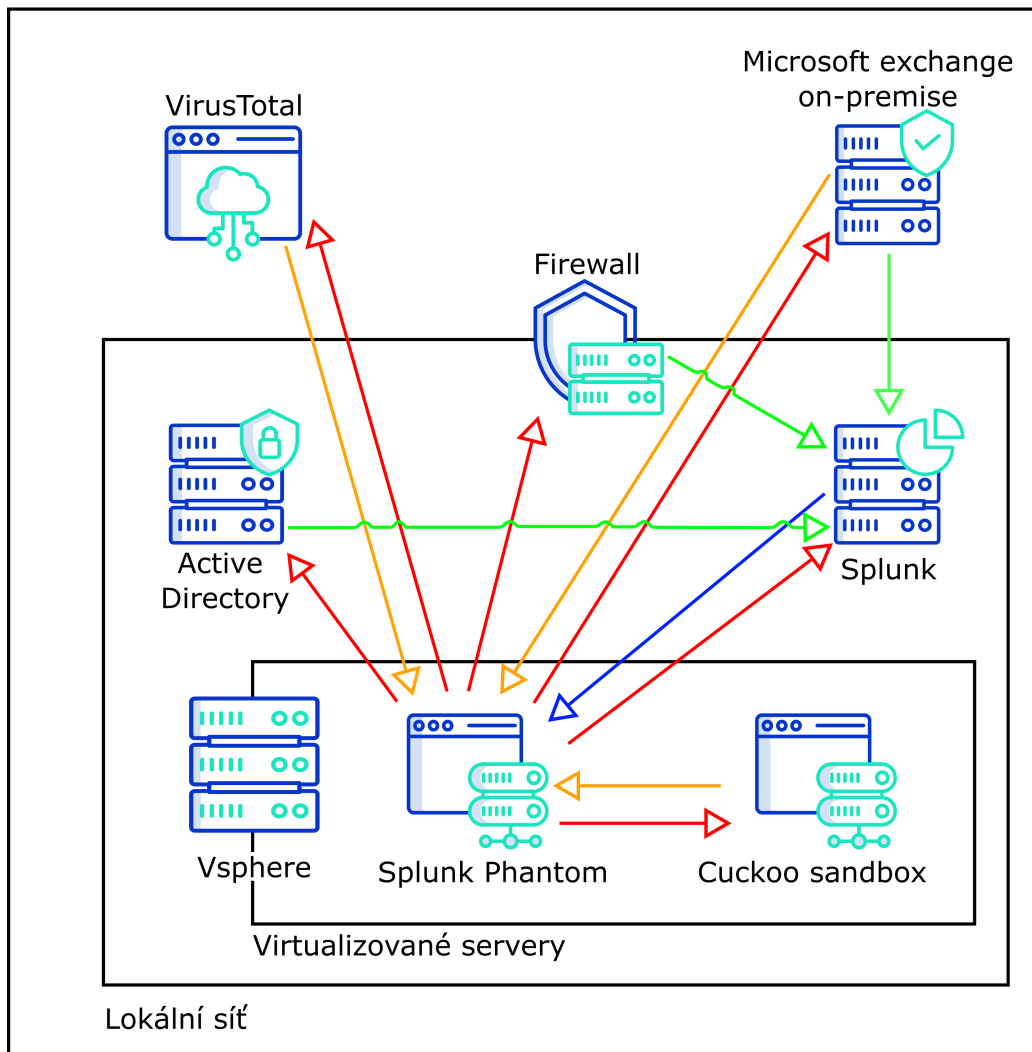 Microsoft exchange
on-premise
VirusTotal
Firewall
Active
Directory
Splunk
Vsphere
Splunk Phantom
Cuckoo sandbox
Virtualizované servery
Lokální síť